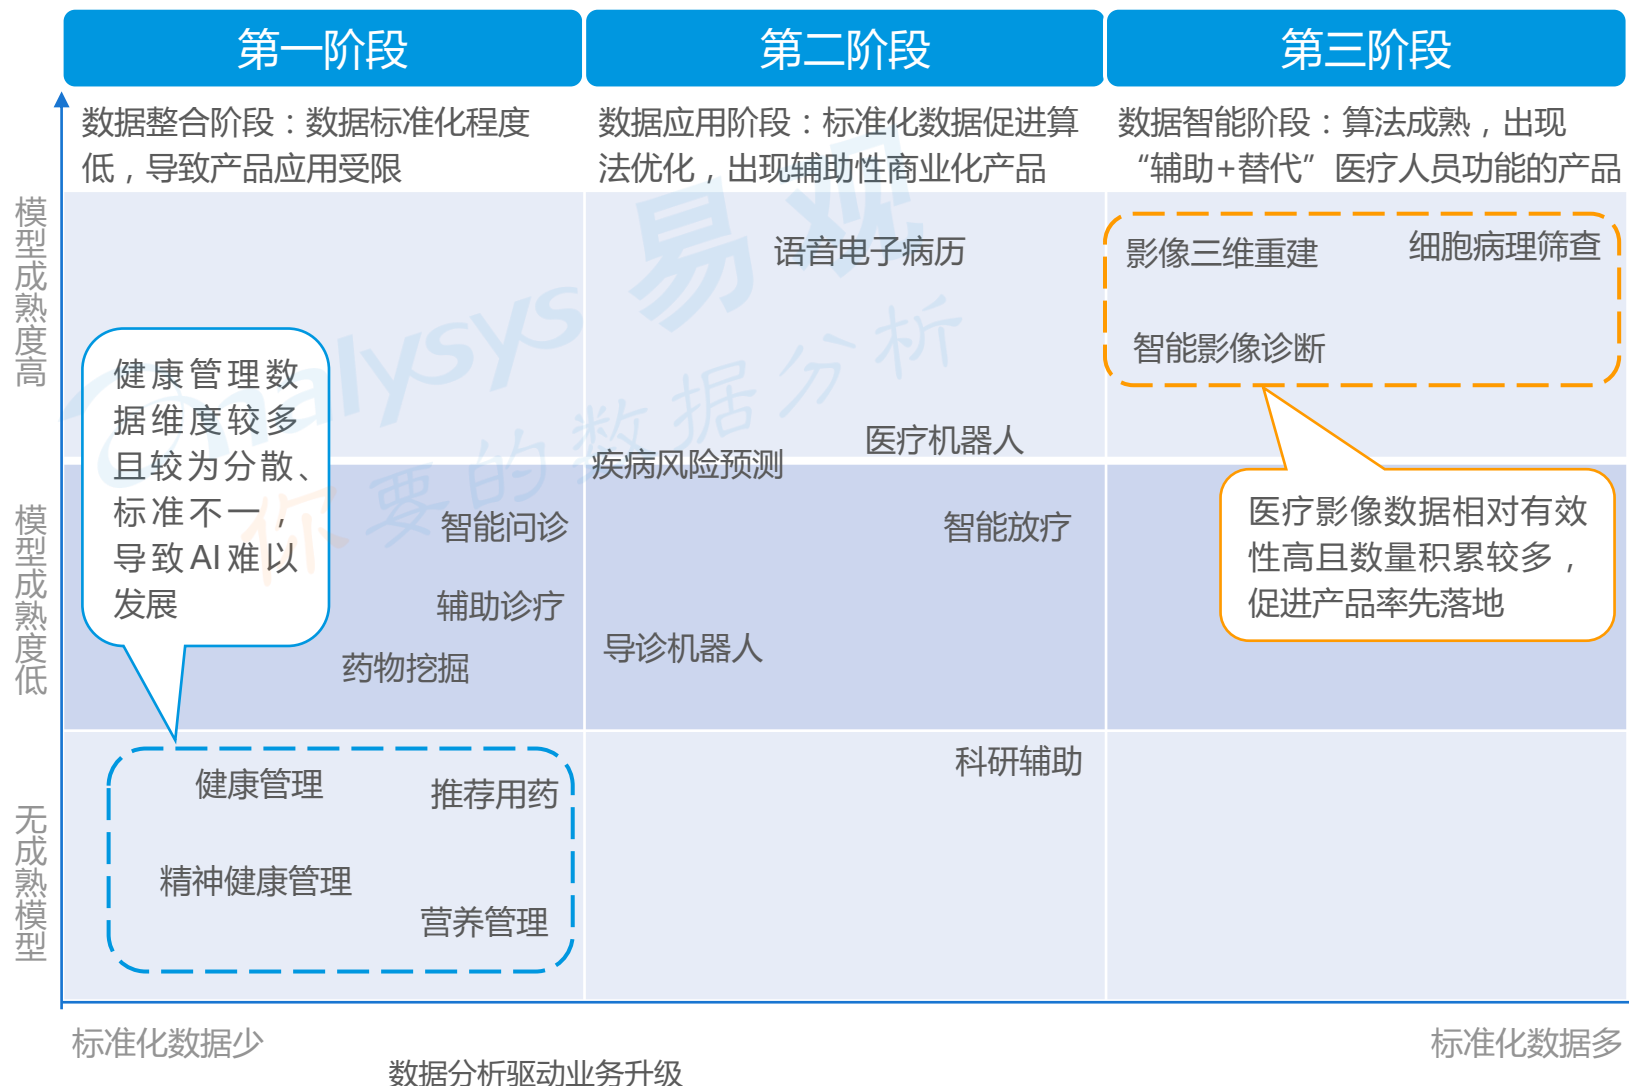 第一阶段
第二阶段
第三阶段
数据整合阶段：数据标准化程度
低，导致产品应用受限
数据应用阶段：标准化数据促进算
法优化，出现辅助性商业化产品
数据智能阶段：算法成熟，出现
“辅助+替代”医疗人员功能的产品
模型成熟度高
模型成熟度低
无成熟模型
语音电子病历
影像三维重建
细胞病理筛查
智能影像诊断
健康管理数
据维度较多
且较为分散、
标准不一，
导致AI难以
发展
医疗机器人
疾病风险预测
智能问诊
智能放疗
医疗影像数据相对有效
性高且数量积累较多，
促进产品率先落地
辅助诊疗
导诊机器人
药物挖掘
科研辅助
健康管理
推荐用药
精神健康管理
营养管理
标准化数据少
标准化数据多
数据分析驱动业务升级
analysys 易观
你要的数据分析